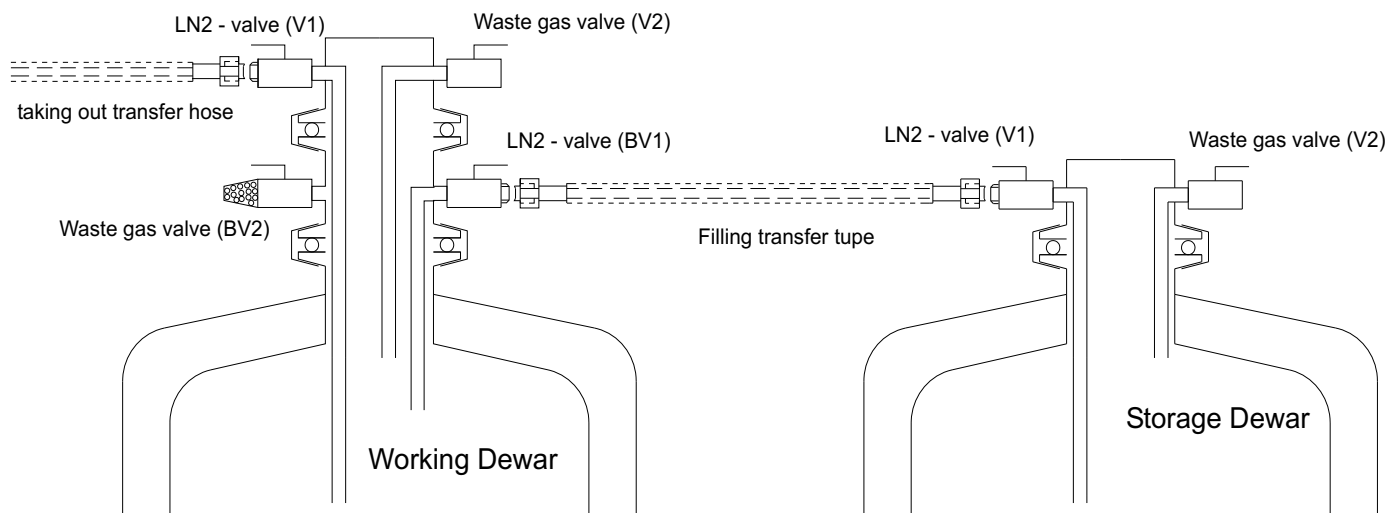 LN2 - valve (V1)
Waste gas valve (V2)
taking out transfer hose
LN2 - valve (BV1)
LN2 - valve (V1)
Waste gas valve (V2)
Waste gas valve (BV2)
Filling transfer tupe
Storage Dewar
Working Dewar